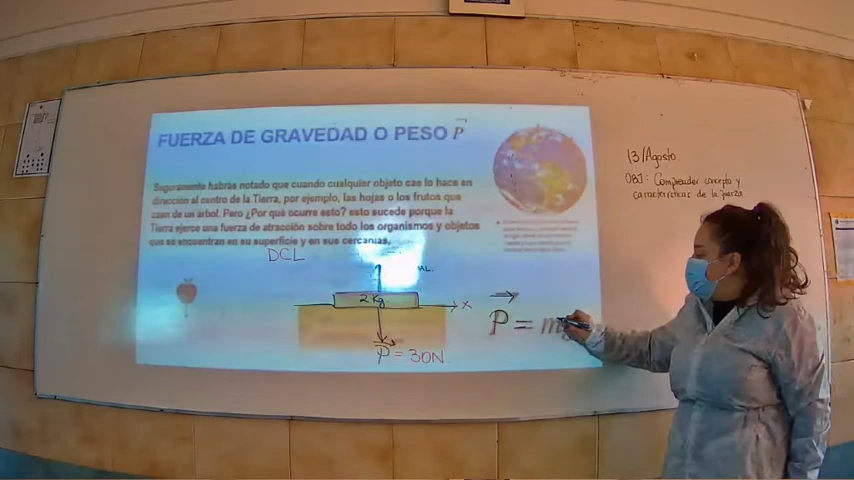 FUERZA DE GRAVEDAD O PESO P
13/Agosto
OBJ: Comprender concepto y
características de la fuerza
Seguramente habrás notado que cuando cualquier objeto cae lo hace en
dirección al centro de la Tierra, por ejemplo, las hojas o los frutos que
caen de un árbol. Pero ¿Por qué ocurre esto? esto sucede porque la
Tierra ejerce una fuerza de atracción sobre todo los organismos y objetos
que se encuentran en su superficie y en sus cercanías.
DCL
2 Kg
X
P = m
P = 30N